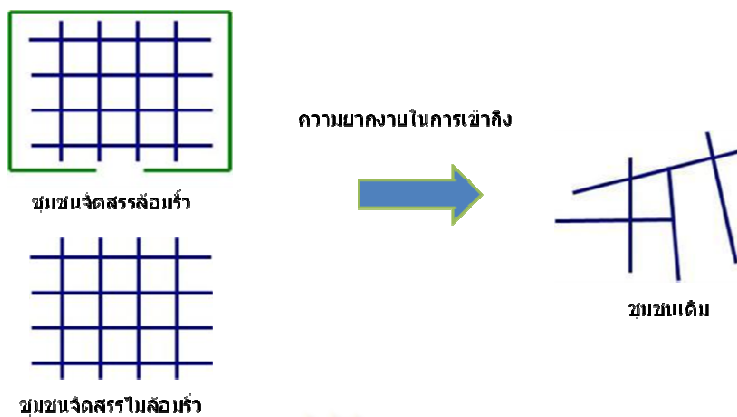 ความยากง่ายในการเข้าถึง
ชุมชนจัดสรรล้อมรั้ว
ชุมชนเดิม
ชุมชนจัดสรรไม่ล้อมรั้ว